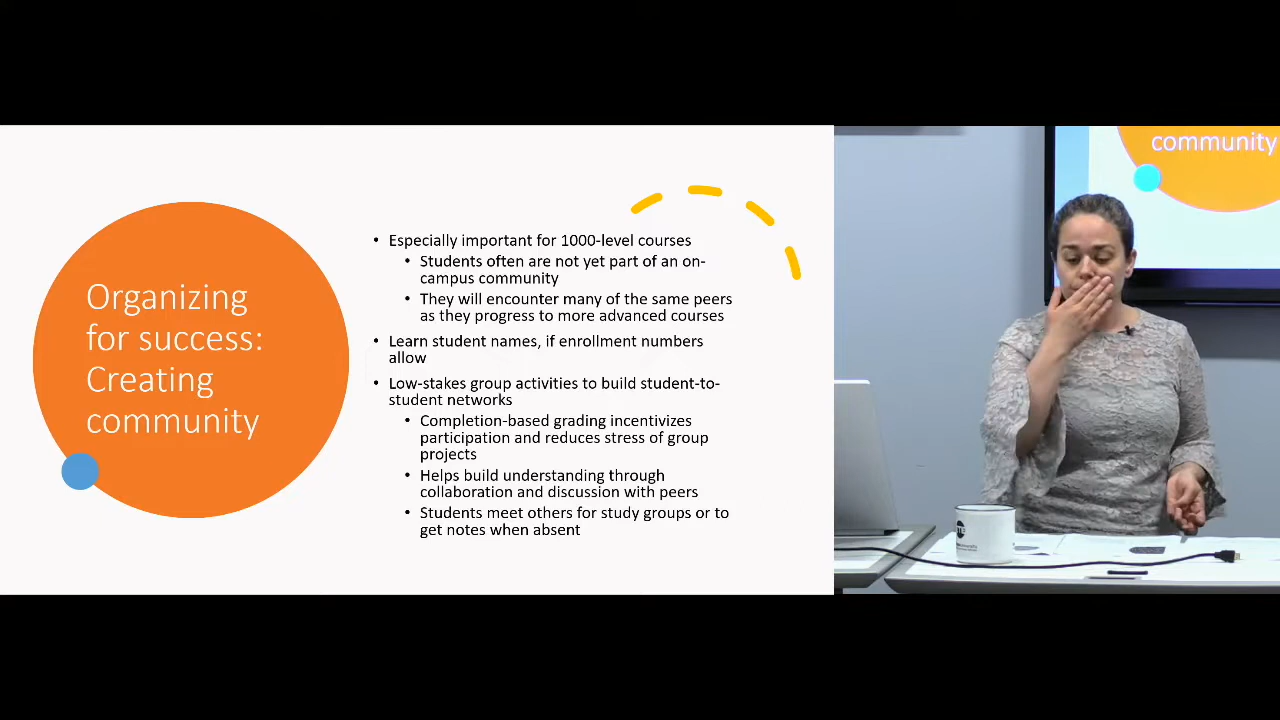 Organizing
for success:
Creating
community
• Especially important for 1000-level courses
• Students often are not yet part of an on-
campus community
• They will encounter many of the same peers
as they progress to more advanced courses
• Learn student names, if enrollment numbers
allow
• Low-stakes group activities to build student-to-
student networks
• Completion-based grading incentivizes
participation and reduces stress of group
projects
• Helps build understanding through
collaboration and discussion with peers
• Students meet others for study groups or to
get notes when absent
community